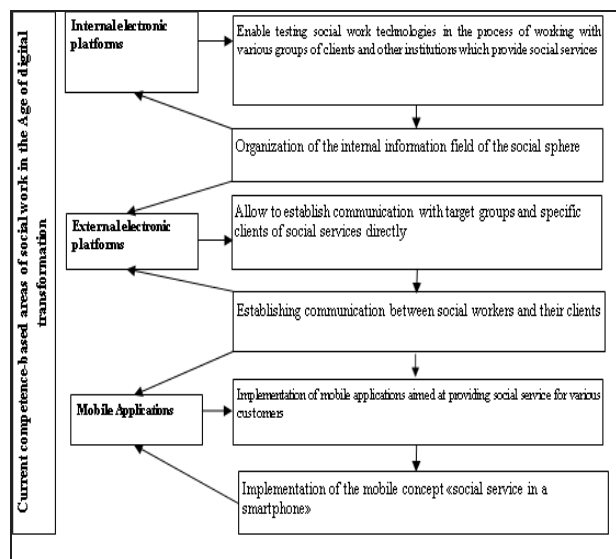 Current competence-based areas of social work in the Age of digital
transformation
Internal electronic
platforms
Enable testing social work technologies in the process of working with
various groups of clients and other institutions which provide social services
Organization of the internal information field of the social sphere
External electronic
platforms
Allow to establish communication with target groups and specific
clients of social services directly
Establishing communication between social workers and their clients
Mobile Applications
Implementation of mobile applications aimed at providing social service for various
customers
Implementation of the mobile concept «social service in a
smartphone»